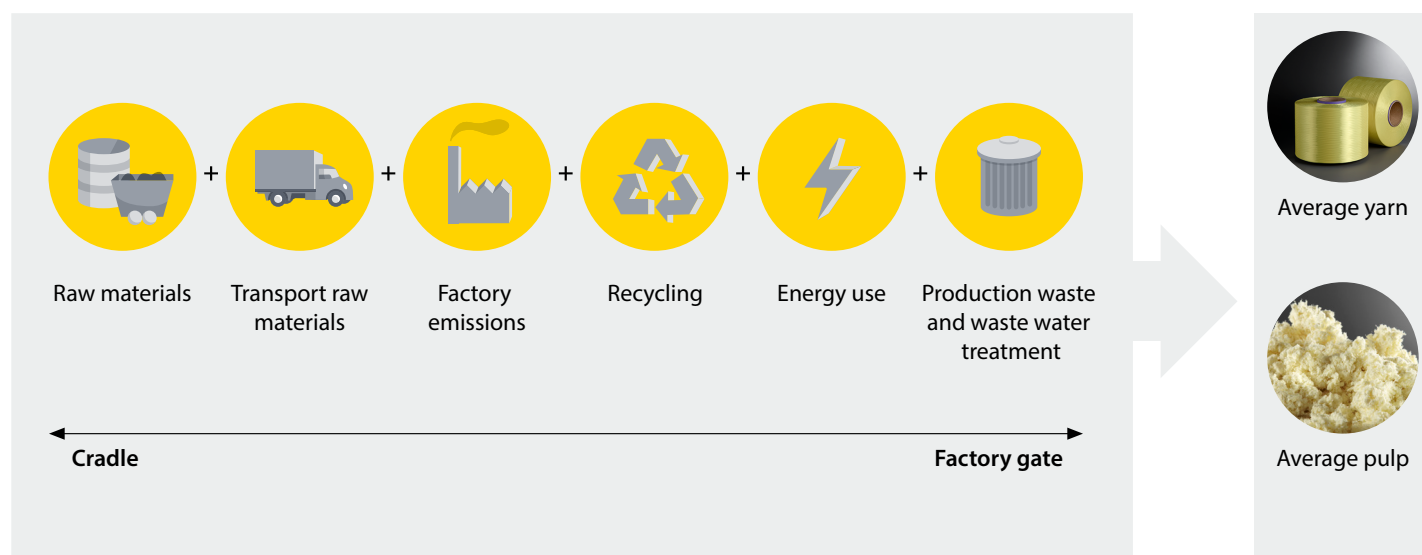 +
+
+
+
+
Raw materials
Transport raw
materials
Factory
emissions
Recycling
Energy use
Production waste
and waste water
treatment
Cradle
Factory gate
Average yarn
Average pulp